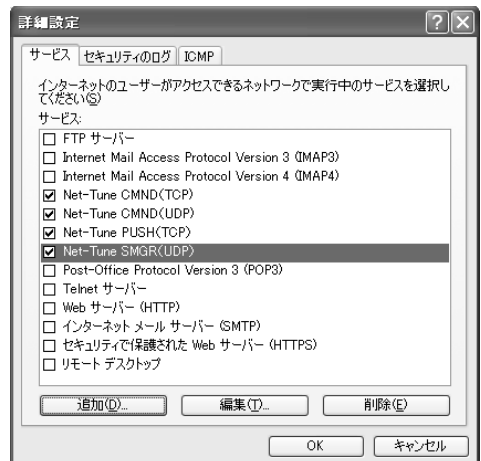 詳細設定
サービス セキュリティのログ ICMP
インターネットのユーザーがアクセスできるネットワークで実行中のサービスを選択し
てください(S)
サービス:
FTP サーバー
Internet Mail Access Protocol Version 3 (IMAP3)
Internet Mail Access Protocol Version 4 (IMAP4)
Net-Tune CMND(TCP)
Net-Tune CMND(UDP)
Net-Tune PUSH(TCP)
Net-Tune SMGR(UDP)
Post-Office Protocol Version 3 (POP3)
Telnet サーバー
Web サーバー (HTTP)
インターネット メール サーバー (SMTP)
セキュリティで保護された Web サーバー (HTTPS)
リモート デスクトップ
追加(D)... 編集(T)... 削除(E)
OK キャンセル